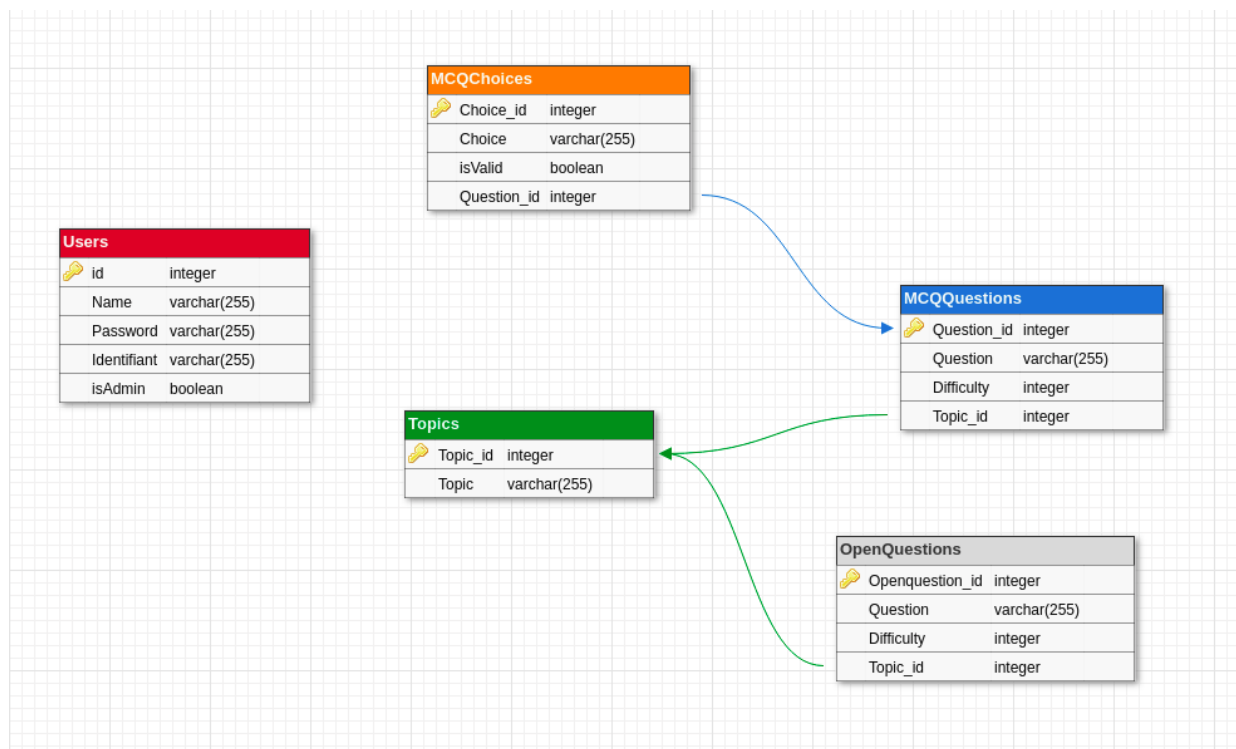 MCQChoices
Choice_id integer
Choice varchar(255)
isValid boolean
Question_id integer
Users
id integer
Name varchar(255)
Password varchar(255)
Identifiant varchar(255)
isAdmin boolean
MCQQuestions
Question_id integer
Question varchar(255)
Difficulty integer
Topic_id integer
Topics
Topic_id integer
Topic varchar(255)
OpenQuestions
Openquestion_id integer
Question varchar(255)
Difficulty integer
Topic_id integer